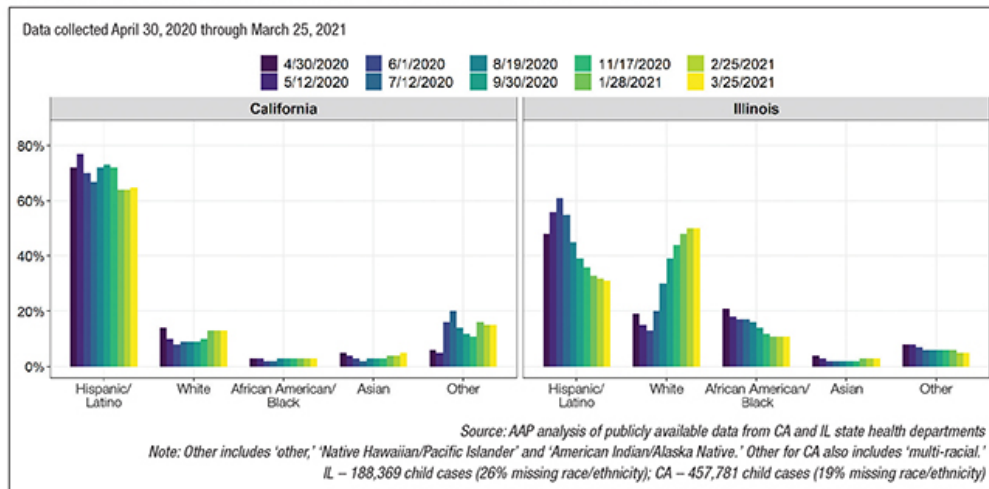 Data collected April 30, 2020 through March 25, 2021
4/30/2020 6/1/2020 8/19/2020 11/17/2020 2/25/2021
5/12/2020 7/12/2020 9/30/2020 1/28/2021 3/25/2021
California Illinois
80%
60%
40%
20%
0%
Hispanic/ White African American/ Asian Other Hispanic/ White African American/ Asian Other
Latino Black Latino Black
Source: AAP analysis of publicly available data from CA and IL state health departments
Note: Other includes ‘other,’ ‘Native Hawaiian/Pacific Islander’ and ‘American Indian/Alaska Native.’ Other for CA also includes ‘multi-racial.’
IL – 188,369 child cases (26% missing race/ethnicity); CA – 457,781 child cases (19% missing race/ethnicity)